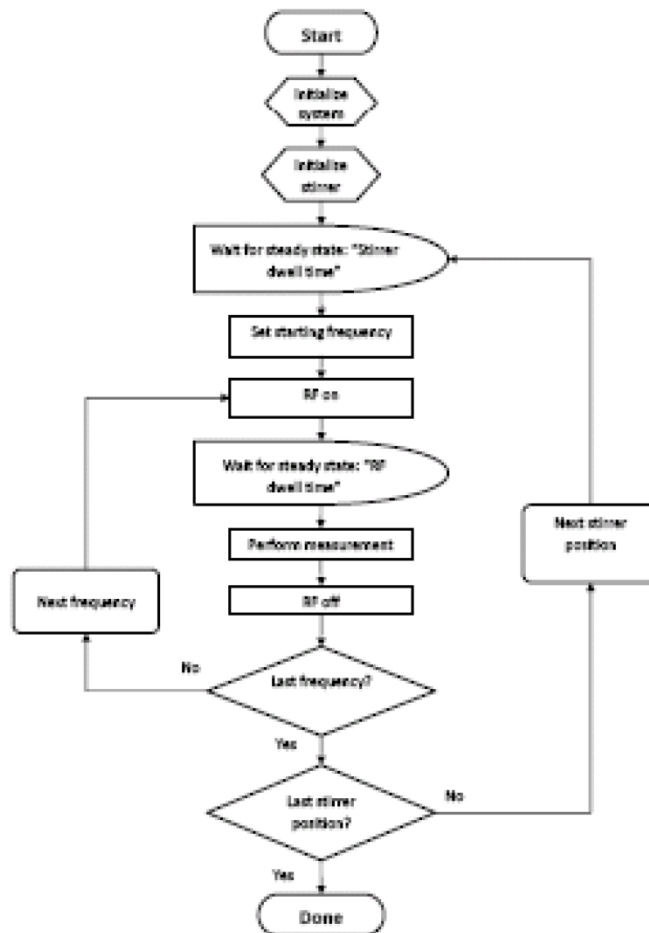 Start
Initialize
system
Initialize
stirrer
Wait for steady state: "Stirrer
dwell time"
Set starting frequency
RF on
Wait for steady state: "RF
dwell time"
Perform measurement
Next stirrer
position
Next frequency
RF off
No
Last frequency?
Yes
Last stirrer
position?
No
Yes
Done